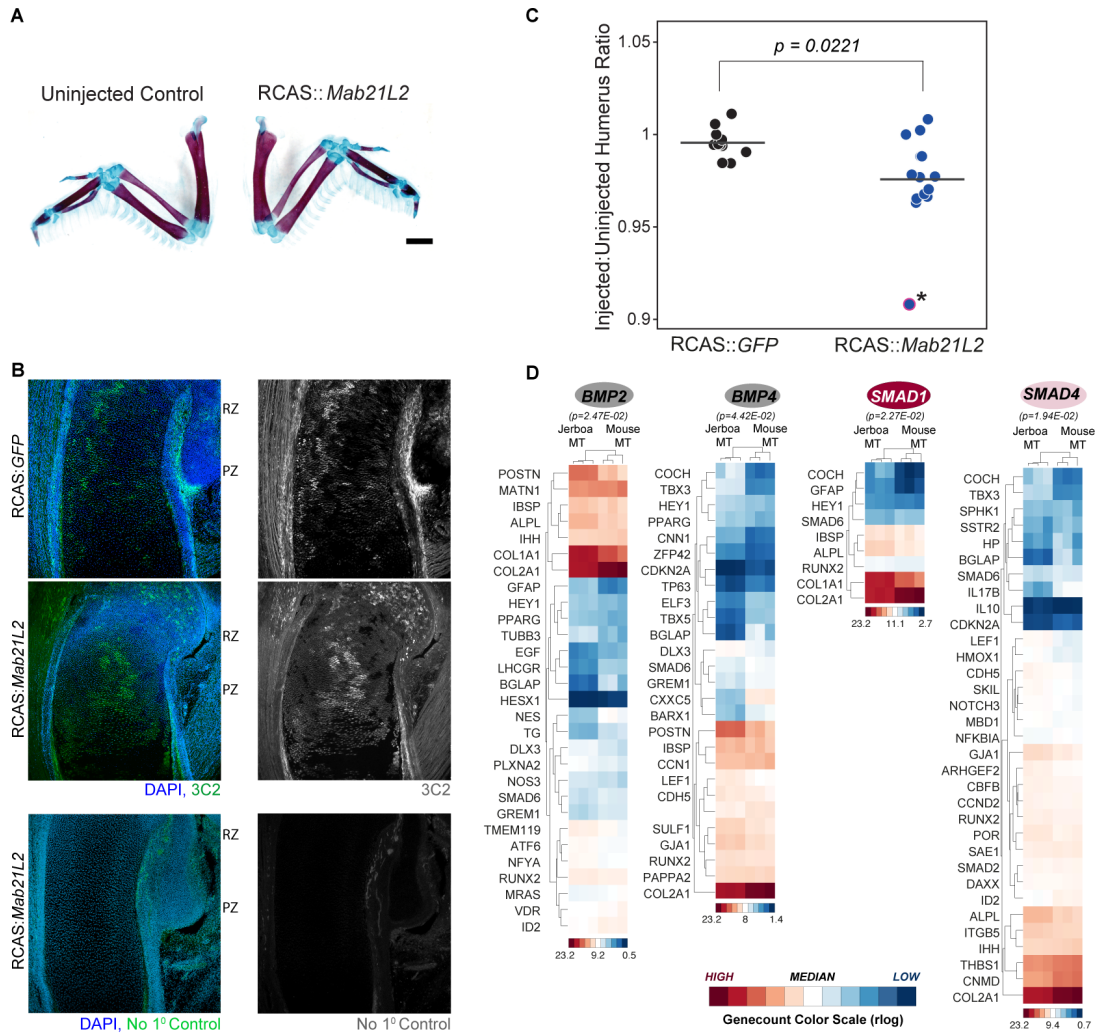 A
Uninjected Control
RCAS::Mab21L2
B
RCAS:GFP
RZ
PZ
RCAS:Mab21L2
RZ
PZ
DAPI, 3C2
3C2
RCAS:Mab21L2
RZ
PZ
DAPI, No 1⁰ Control
No 1⁰ Control
C
Injected:Uninjected Humerus Ratio
1.05
1
0.95
0.9
p = 0.0221
*
RCAS::GFP
RCAS::Mab21L2
D
BMP2
(p=2.47E-02)
Jerboa Mouse
MT MT
POSTN
MATN1
IBSP
ALPL
IHH
COL1A1
COL2A1
GFAP
HEY1
PPARG
TUBB3
EGF
LHCGR
BGLAP
HESX1
NES
TG
DLX3
PLXNA2
NOS3
SMAD6
GREM1
TMEM119
ATF6
NFYA
RUNX2
MRAS
VDR
ID2
23.2 9.2 0.5
BMP4
(p=4.42E-02)
Jerboa Mouse
MT MT
COCH
TBX3
HEY1
PPARG
CNN1
ZFP42
CDKN2A
TP63
ELF3
TBX5
BGLAP
DLX3
SMAD6
GREM1
CXXC5
BARX1
POSTN
IBSP
CCN1
LEF1
CDH5
SULF1
GJA1
RUNX2
PAPPA2
COL2A1
23.2 8 1.4
SMAD1
(p=2.27E-02)
Jerboa Mouse
MT MT
COCH
GFAP
HEY1
SMAD6
IBSP
ALPL
RUNX2
COL1A1
COL2A1
23.2 11.1 2.7
SMAD4
(p=1.94E-02)
Jerboa Mouse
MT MT
COCH
TBX3
SPHK1
SSTR2
HP
BGLAP
SMAD6
IL17B
IL10
CDKN2A
LEF1
HMOX1
CDH5
SKIL
NOTCH3
MBD1
NFKBIA
GJA1
ARHGEF2
CBFB
CCND2
RUNX2
POR
SAE1
SMAD2
DAXX
ID2
ALPL
ITGB5
IHH
THBS1
CNMD
COL2A1
23.2 9.4 0.7
HIGH MEDIAN LOW
Genecount Color Scale (rlog)